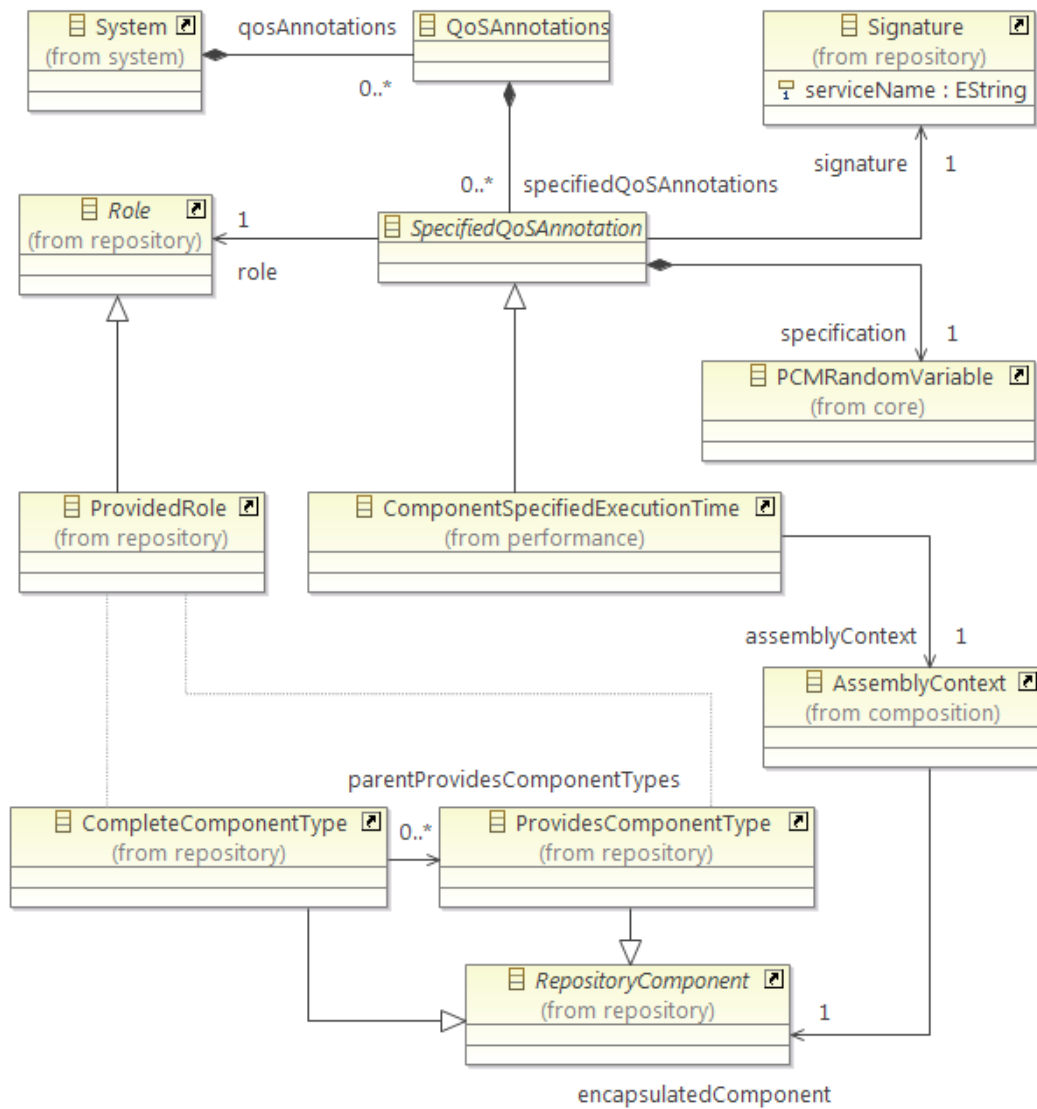 System
(from system)
qosAnnotations
0..*
QoSAnnotations
Signature
(from repository)
serviceName : EString
signature
1
0..*
specifiedQoSAnnotations
Role
(from repository)
1
role
SpecifiedQoSAnnotation
specification
1
PCMRandomVariable
(from core)
ProvidedRole
(from repository)
ComponentSpecifiedExecutionTime
(from performance)
assemblyContext
1
AssemblyContext
(from composition)
parentProvidesComponentTypes
CompleteComponentType
(from repository)
0..*
ProvidesComponentType
(from repository)
RepositoryComponent
(from repository)
1
encapsulatedComponent